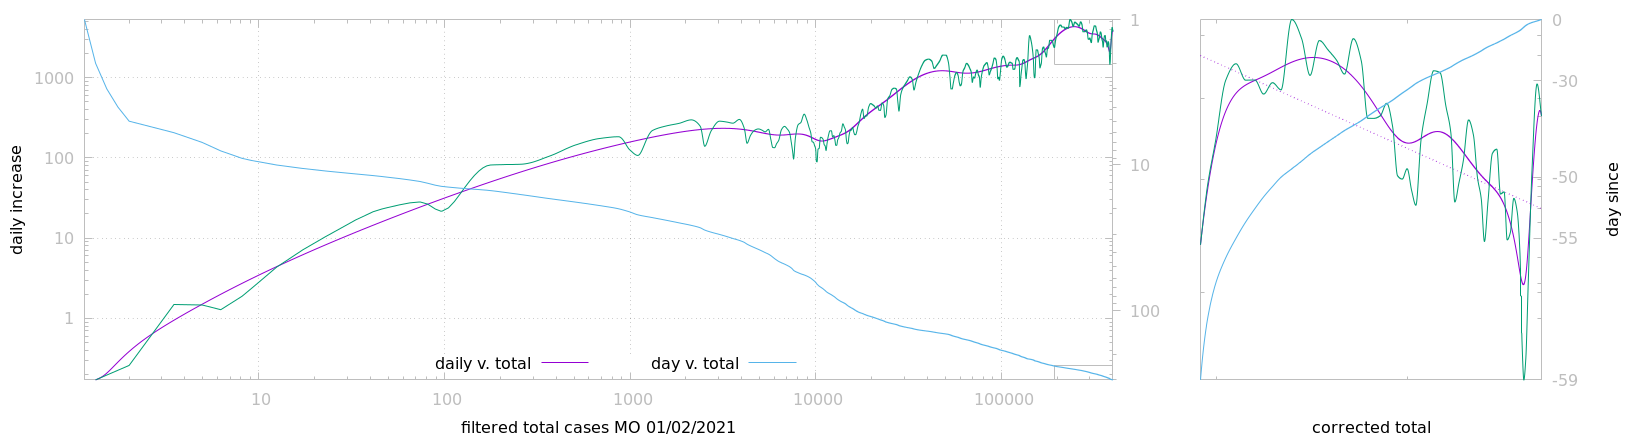 daily increase
1000
100
10
1
10
100
1000
10000
100000
1
10
100
daily v. total
day v. total
filtered total cases MO 01/02/2021
0
-30
-50
-55
-59
day since
corrected total